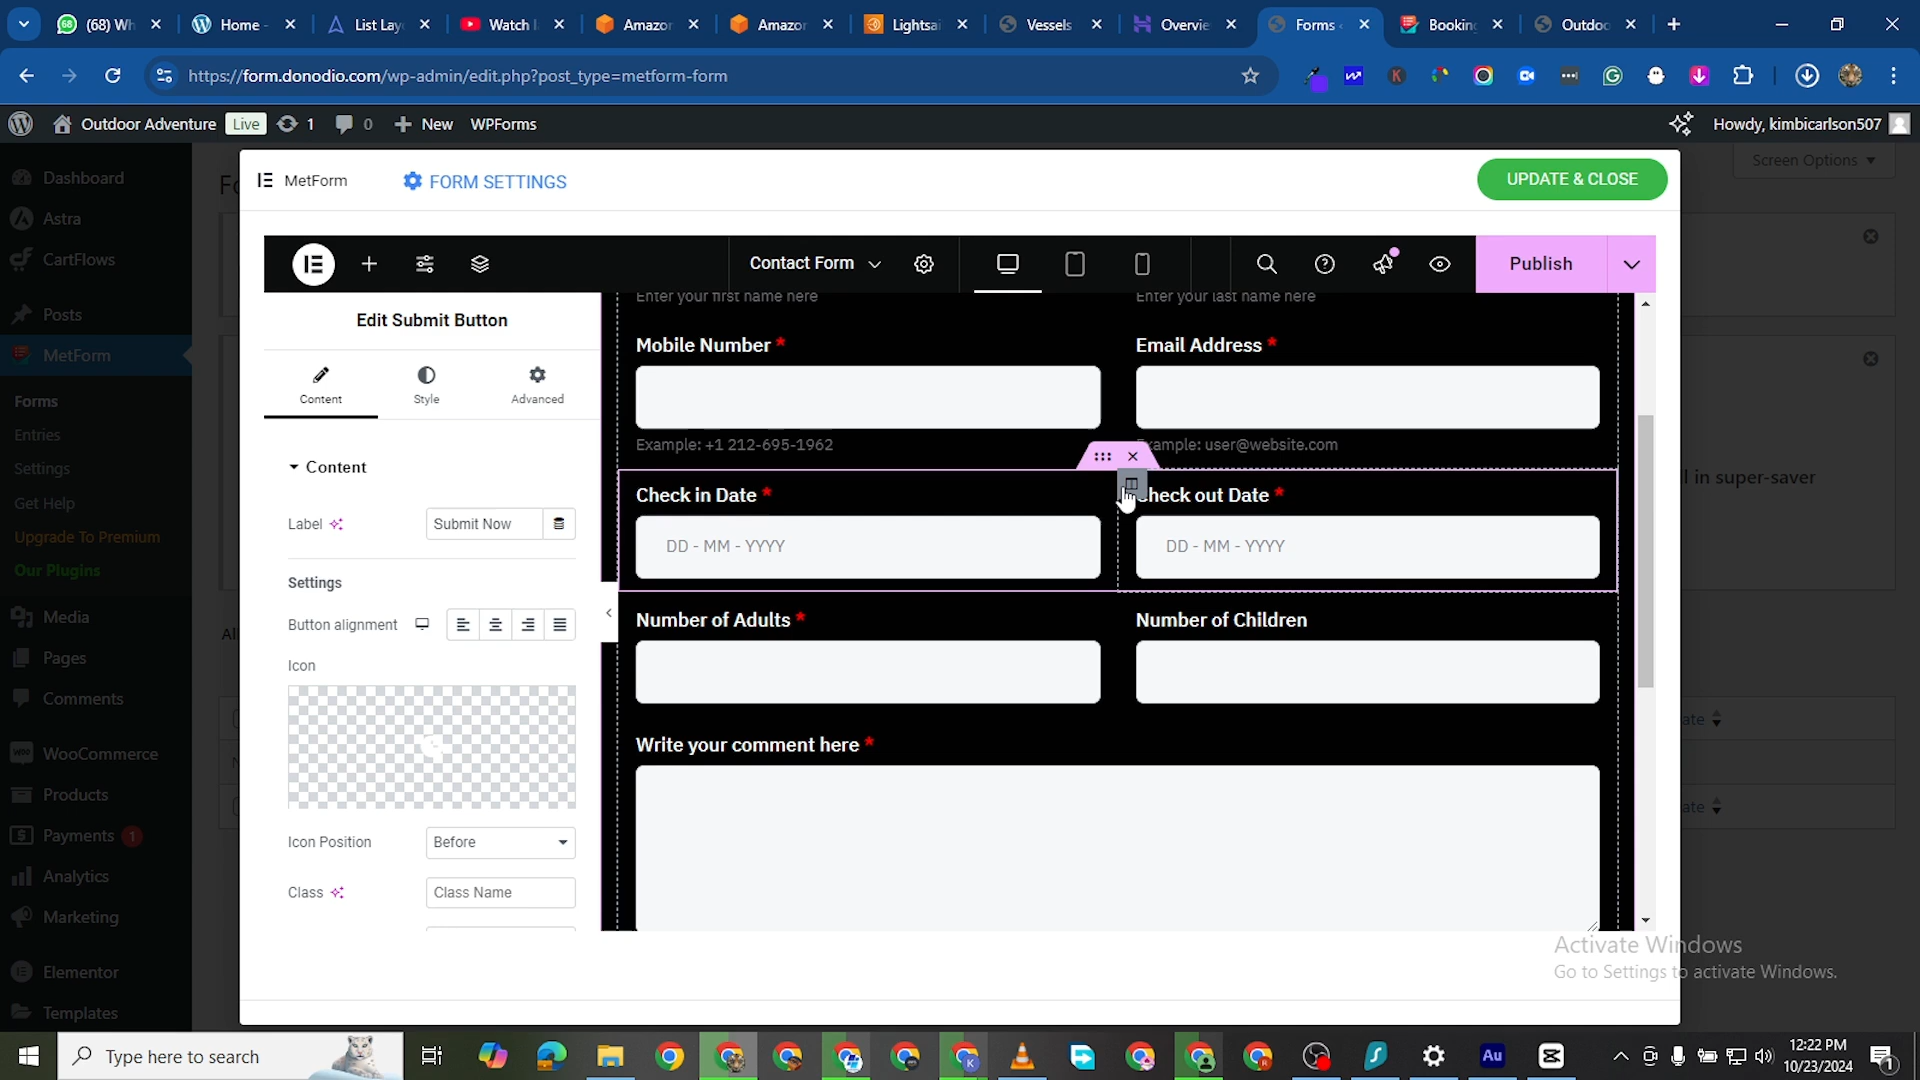 (68) Wh
Home -
List Lay
Watch
Amazon
Amazon
Lightsai
Vessels
Overvie
Forms
Booking
Outdoo
https://form.donodio.com/wp-admin/edit.php?post_type=metform-form
Outdoor Adventure Live 1 0 New WPForms
Howdy, kimbicarlson507
Dashboard
Astra
CartFlows
Posts
MetForm
Forms
Entries
Settings
Get Help
Upgrade To Premium
Our Plugins
Media
Pages
Comments
WooCommerce
Products
Payments 1
Analytics
Marketing
Elementor
Templates
Screen Options
MetForm
FORM SETTINGS
UPDATE & CLOSE
Contact Form
Publish
Edit Submit Button
Content
Style
Advanced
Content
Label
Submit Now
Settings
Button alignment
Icon
Icon Position
Before
Class
Class Name
Enter your first name here
Enter your last name here
Mobile Number *
Email Address *
Example: +1 212-695-1962
Example: user@website.com
Check in Date *
Check out Date *
DD - MM - YYYY
DD - MM - YYYY
Number of Adults *
Number of Children
Write your comment here *
l in super-saver
ate
ate
Activate Windows
Go to Settings to activate Windows.
Type here to search
12:22 PM
10/23/2024